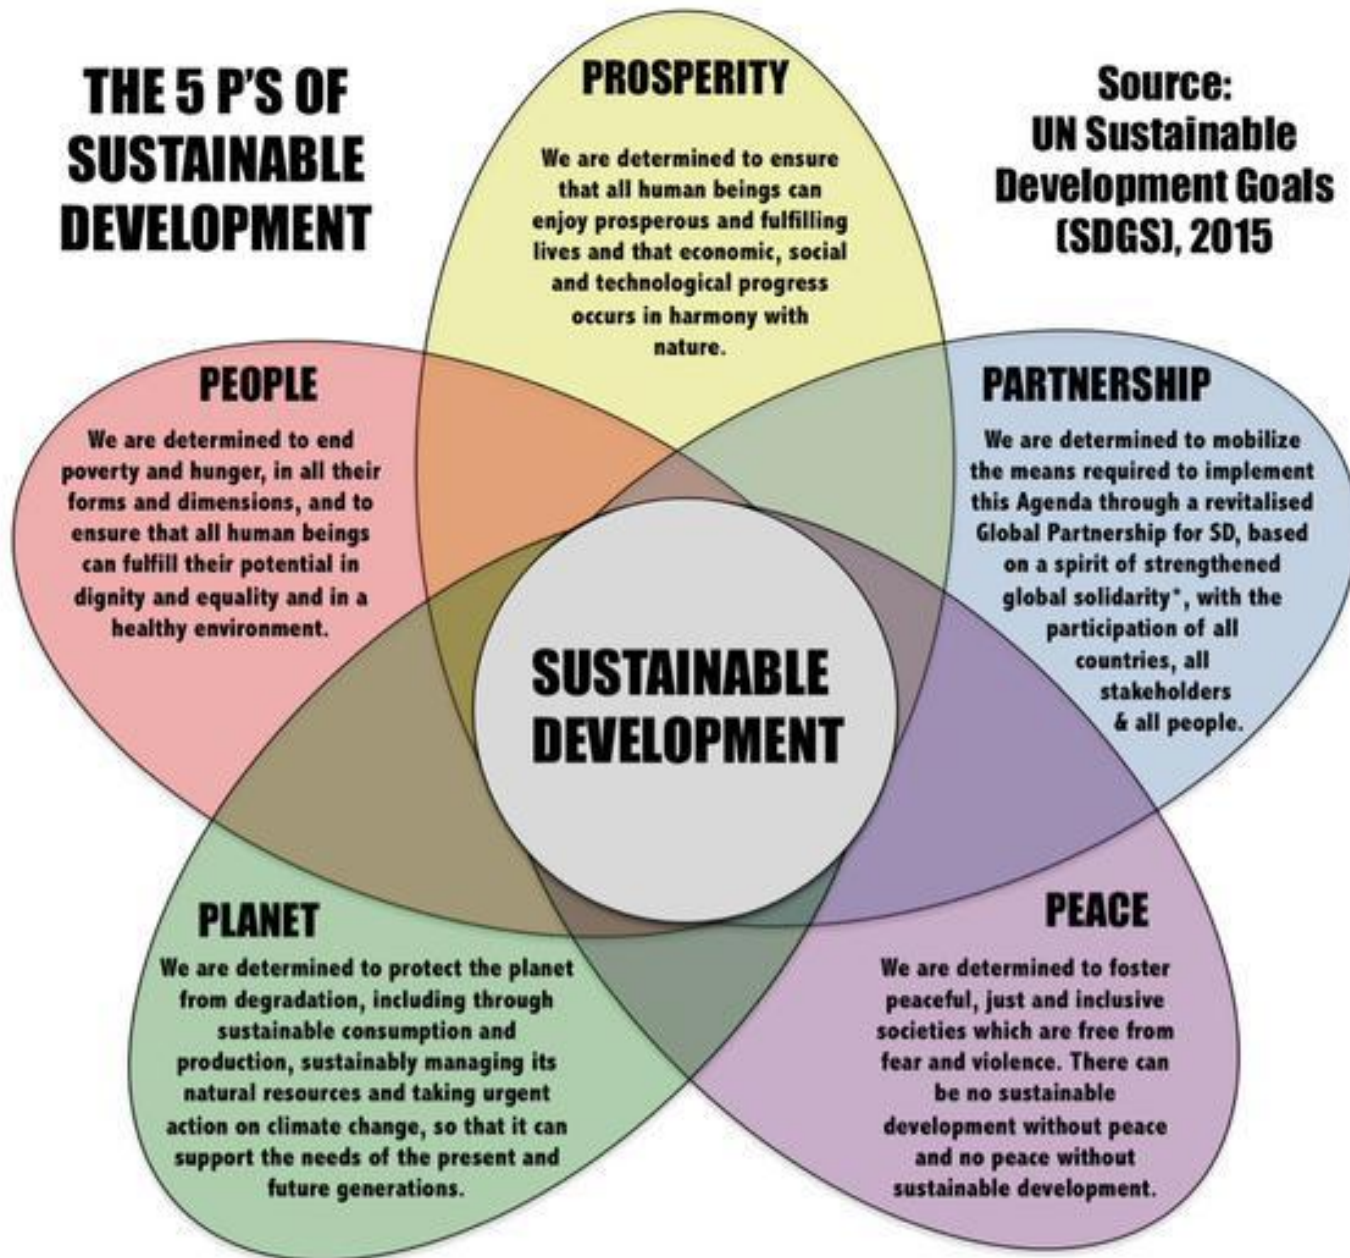 THE 5 P'S OF
SUSTAINABLE
DEVELOPMENT
PROSPERITY
We are determined to ensure
that all human beings can
enjoy prosperous and fulfilling
lives and that economic, social
and technological progress
occurs in harmony with
nature.
Source:
UN Sustainable
Development Goals
(SDGS), 2015
PEOPLE
We are determined to end
poverty and hunger, in all their
forms and dimensions, and to
ensure that all human beings
can fulfill their potential in
dignity and equality and in a
healthy environment.
PARTNERSHIP
We are determined to mobilize
the means required to implement
this Agenda through a revitalised
Global Partnership for SD, based
on a spirit of strengthened
global solidarity*, with the
participation of all
countries, all
stakeholders
& all people.
SUSTAINABLE
DEVELOPMENT
PLANET
We are determined to protect the planet
from degradation, including through
sustainable consumption and
production, sustainably managing its
natural resources and taking urgent
action on climate change, so that it can
support the needs of the present and
future generations.
PEACE
We are determined to foster
peaceful, just and inclusive
societies which are free from
fear and violence. There can
be no sustainable
development without peace
and no peace without
sustainable development.